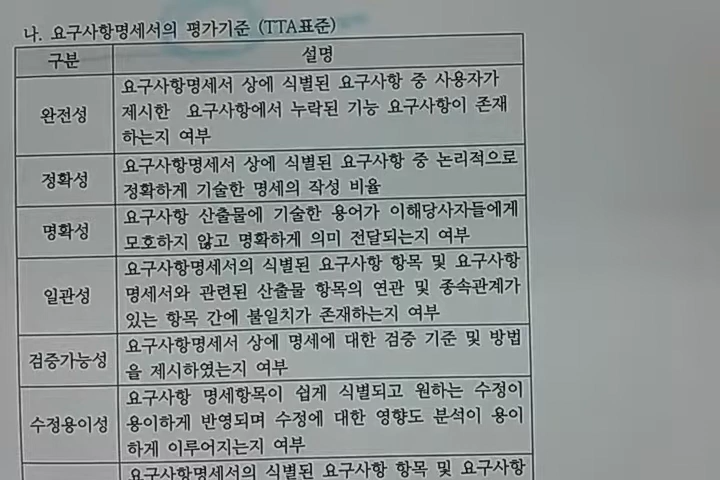 나. 요구사항명세서의 평가기준 (TTA표준)
구분 설명
완전성
요구사항명세서 상에 식별된 요구사항 중 사용자가
제시한 요구사항에서 누락된 기능 요구사항이 존재
하는지 여부
정확성
요구사항명세서 상에 식별된 요구사항 중 논리적으로
정확하게 기술한 명세의 작성 비율
명확성
요구사항 산출물에 기술한 용어가 이해당사자들에게
모호하지 않고 명확하게 의미 전달되는지 여부
일관성
요구사항명세서의 식별된 요구사항 항목 및 요구사항
명세서와 관련된 산출물 항목의 연관 및 종속관계가
있는 항목 간에 불일치가 존재하는지 여부
검증가능성
요구사항명세서 상에 명세에 대한 검증 기준 및 방법
을 제시하였는지 여부
수정용이성
요구사항 명세항목이 쉽게 식별되고 원하는 수정이
용이하게 반영되며 수정에 대한 영향도 분석이 용이
하게 이루어지는지 여부
요구사항명세서의 식별된 요구사항 항목 및 요구사항